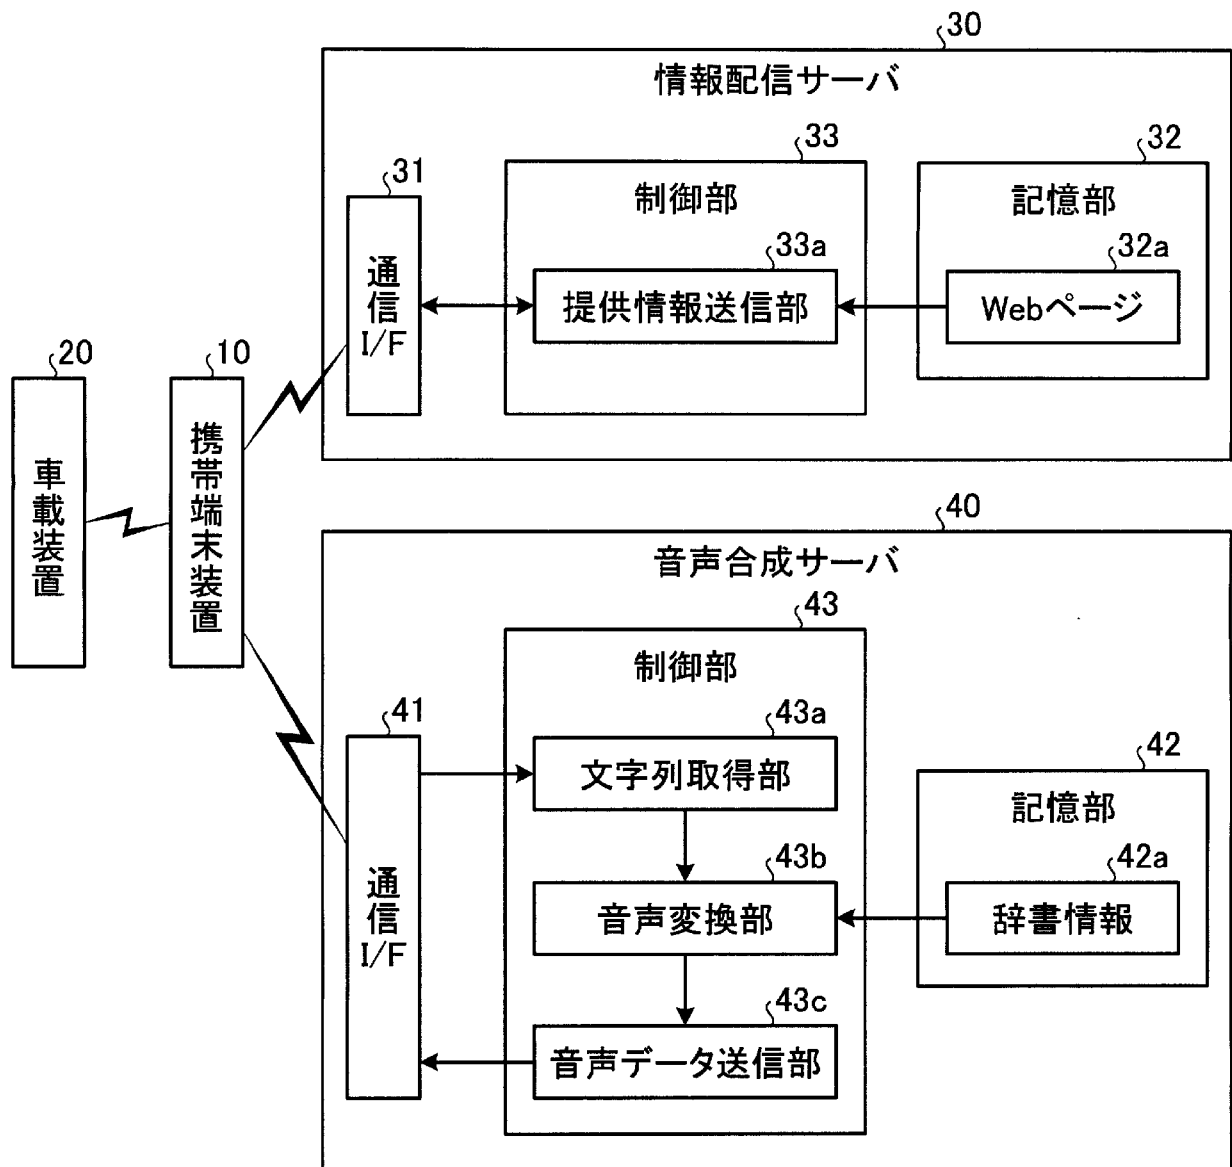 30
情報配信サーバ
33
32
31
制御部
記憶部
33a
32a
通信I/F
提供情報送信部
Webページ
20
10
車載装置
携帯端末装置
40
音声合成サーバ
43
制御部
41
43a
文字列取得部
42
記憶部
通信I/F
43b
42a
音声変換部
辞書情報
43c
音声データ送信部